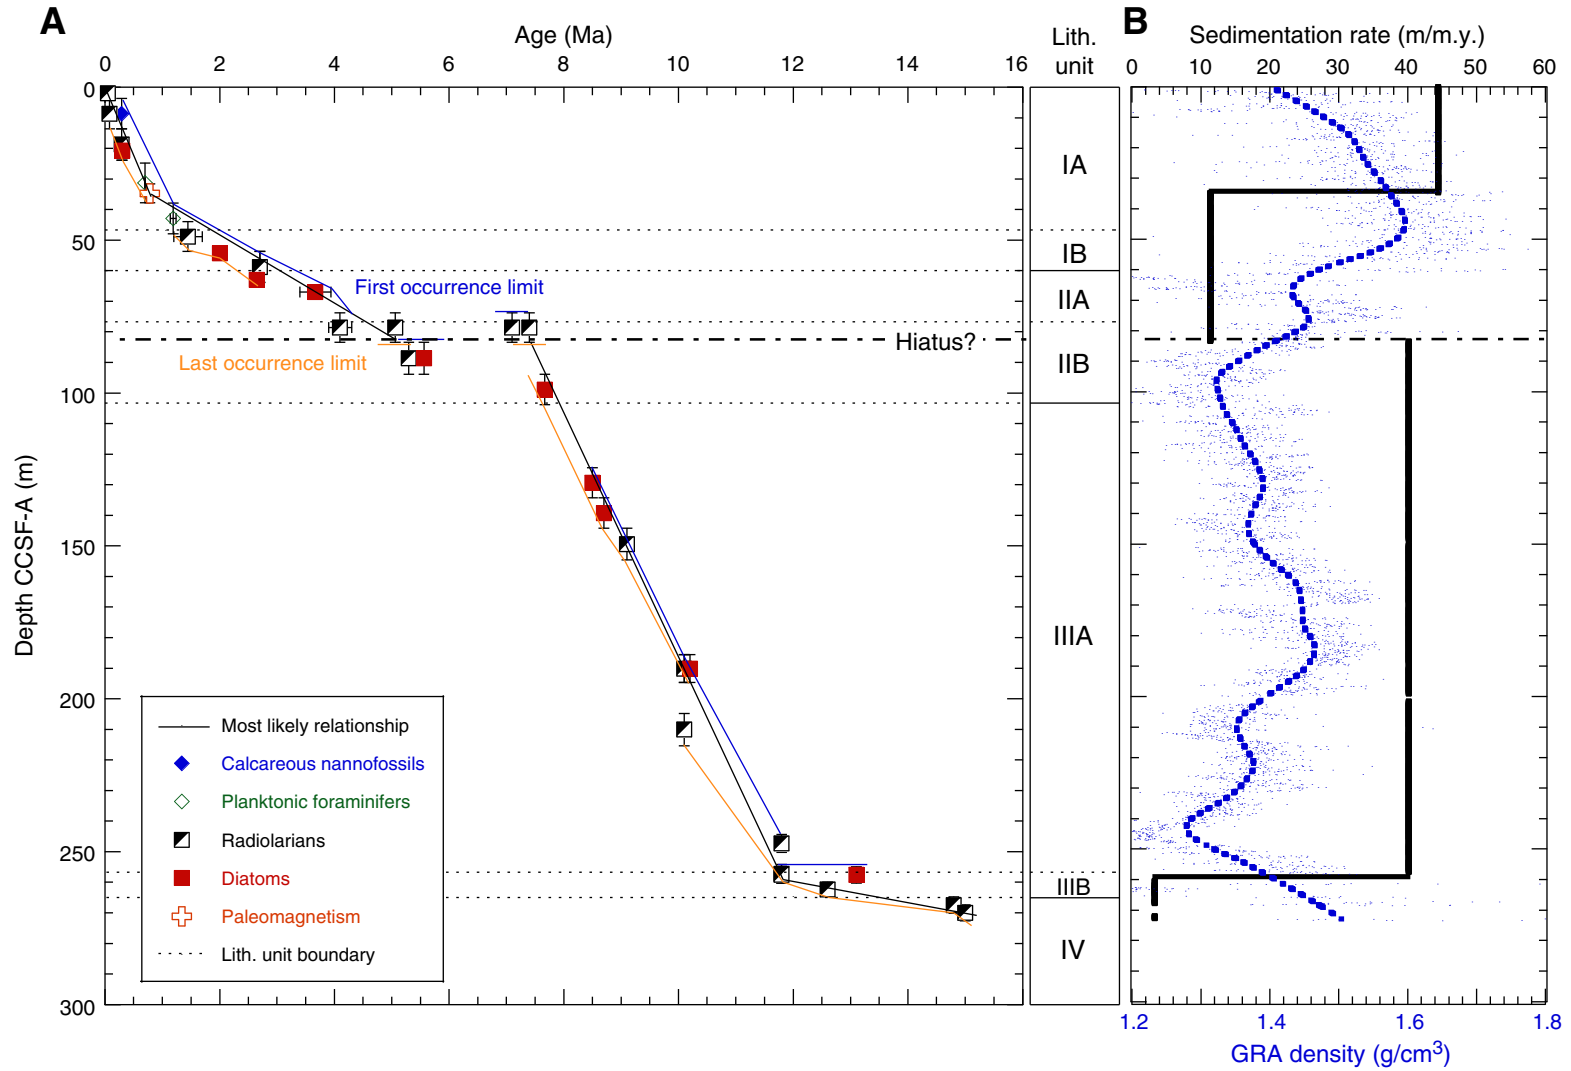 A
Age (Ma)
0 2 4 6 8 10 12 14 16
Depth CCSF-A (m)
0
50
100
150
200
250
300
First occurrence limit
Last occurrence limit
Hiatus?
Most likely relationship
Calcareous nannofossils
Planktonic foraminifers
Radiolarians
Diatoms
Paleomagnetism
Lith. unit boundary
Lith.
unit
IA
IB
IIA
IIB
IIIA
IIIB
IV
B
Sedimentation rate (m/m.y.)
0 10 20 30 40 50 60
1.2 1.4 1.6 1.8
GRA density (g/cm³)